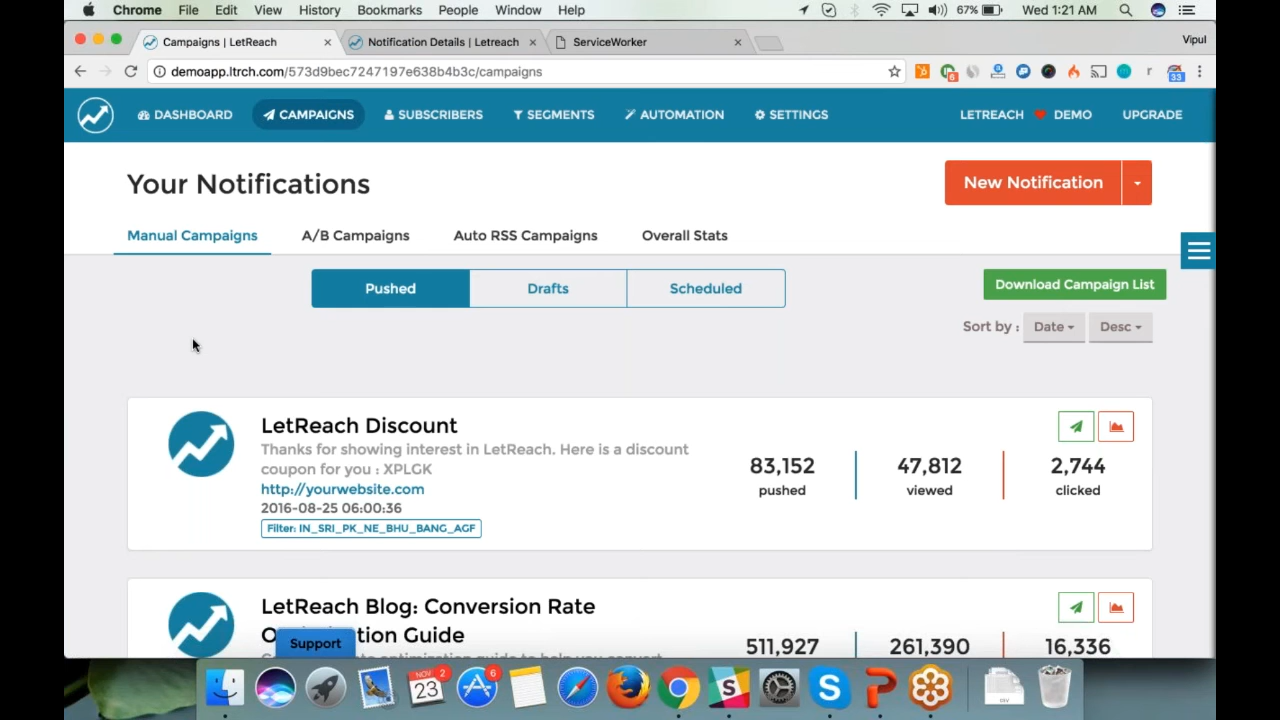 Chrome File Edit View History Bookmarks People Window Help 67% Wed 1:21 AM
Campaigns | LetReach Notification Details | Letreach ServiceWorker Vipul
demoapp.ltrch.com/573d9bec7247197e638b4b3c/campaigns 6 r 33
DASHBOARD CAMPAIGNS SUBSCRIBERS SEGMENTS AUTOMATION SETTINGS LETREACH DEMO UPGRADE
Your Notifications
New Notification
Manual Campaigns A/B Campaigns Auto RSS Campaigns Overall Stats
Pushed Drafts Scheduled
Download Campaign List
Sort by : Date Desc
LetReach Discount
Thanks for showing interest in LetReach. Here is a discount
coupon for you : XPLGK
http://yourwebsite.com
2016-08-25 06:00:36
Filter: IN_SRI_PK_NE_BHU_BANG_AGF
83,152 47,812 2,744
pushed viewed clicked
LetReach Blog: Conversion Rate
tion Guide
511,927 261,390 16,336
Support
NOV 2
23
6